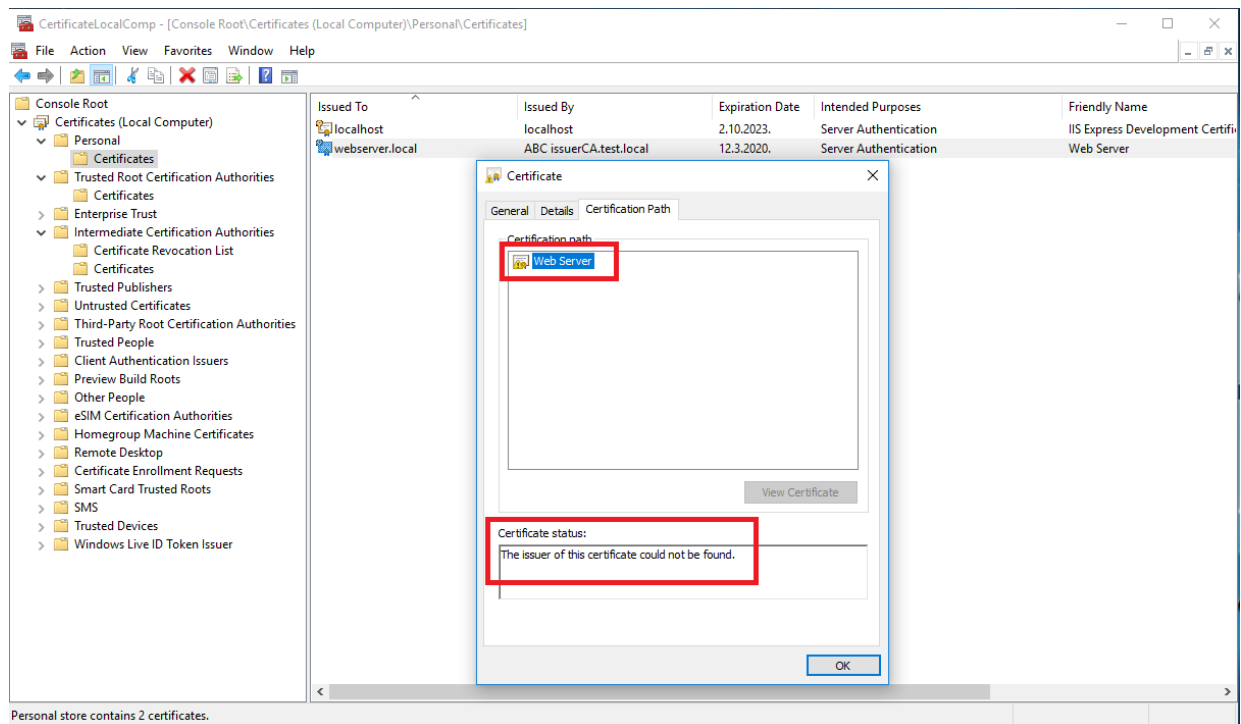 CertificateLocalComp - [Console Root\Certificates (Local Computer)\Personal\Certificates]
File Action View Favorites Window Help
Console Root
Certificates (Local Computer)
Personal
Certificates
Trusted Root Certification Authorities
Certificates
Enterprise Trust
Intermediate Certification Authorities
Certificate Revocation List
Certificates
Trusted Publishers
Untrusted Certificates
Third-Party Root Certification Authorities
Trusted People
Client Authentication Issuers
Preview Build Roots
Other People
eSIM Certification Authorities
Homegroup Machine Certificates
Remote Desktop
Certificate Enrollment Requests
Smart Card Trusted Roots
SMS
Trusted Devices
Windows Live ID Token Issuer
Issued To Issued By Expiration Date Intended Purposes Friendly Name
localhost localhost 2.10.2023. Server Authentication IIS Express Development Certifi
webserver.local ABC issuerCA.test.local 12.3.2020. Server Authentication Web Server
Certificate
General Details Certification Path
Certification path
Web Server
View Certificate
Certificate status:
The issuer of this certificate could not be found.
OK
Personal store contains 2 certificates.